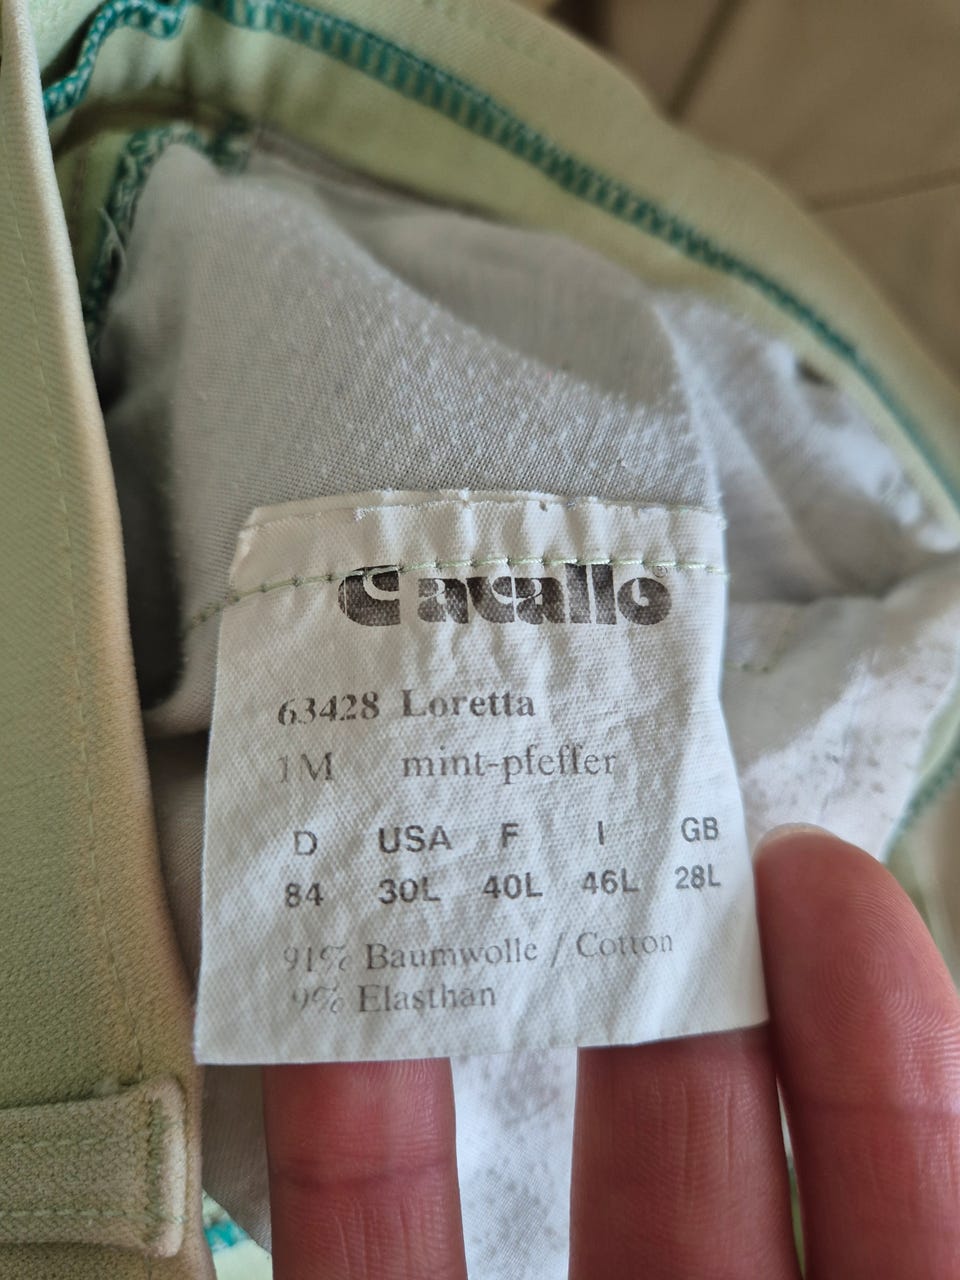 Cavallo®
63428 Loretta
1M mint-pfeffer
D USA F I GB
84 30L 40L 46L 28L
91% Baumwolle / Cotton
9% Elasthan